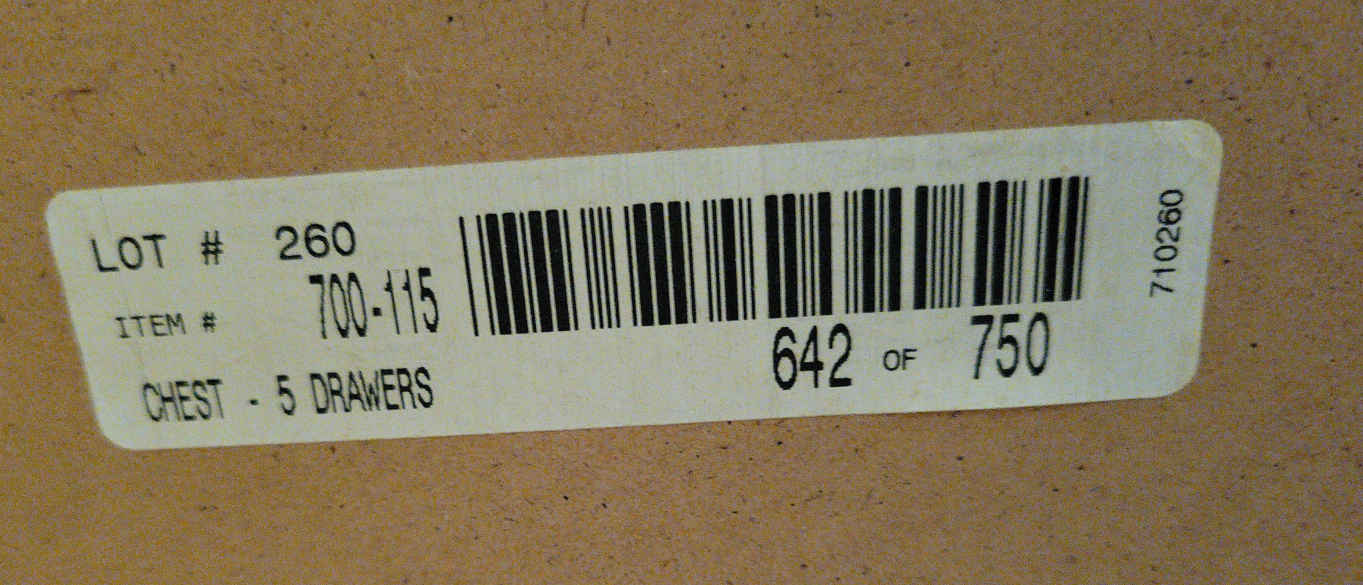 LOT # 260
ITEM # 700-115
CHEST - 5 DRAWERS
642 OF 750
710260